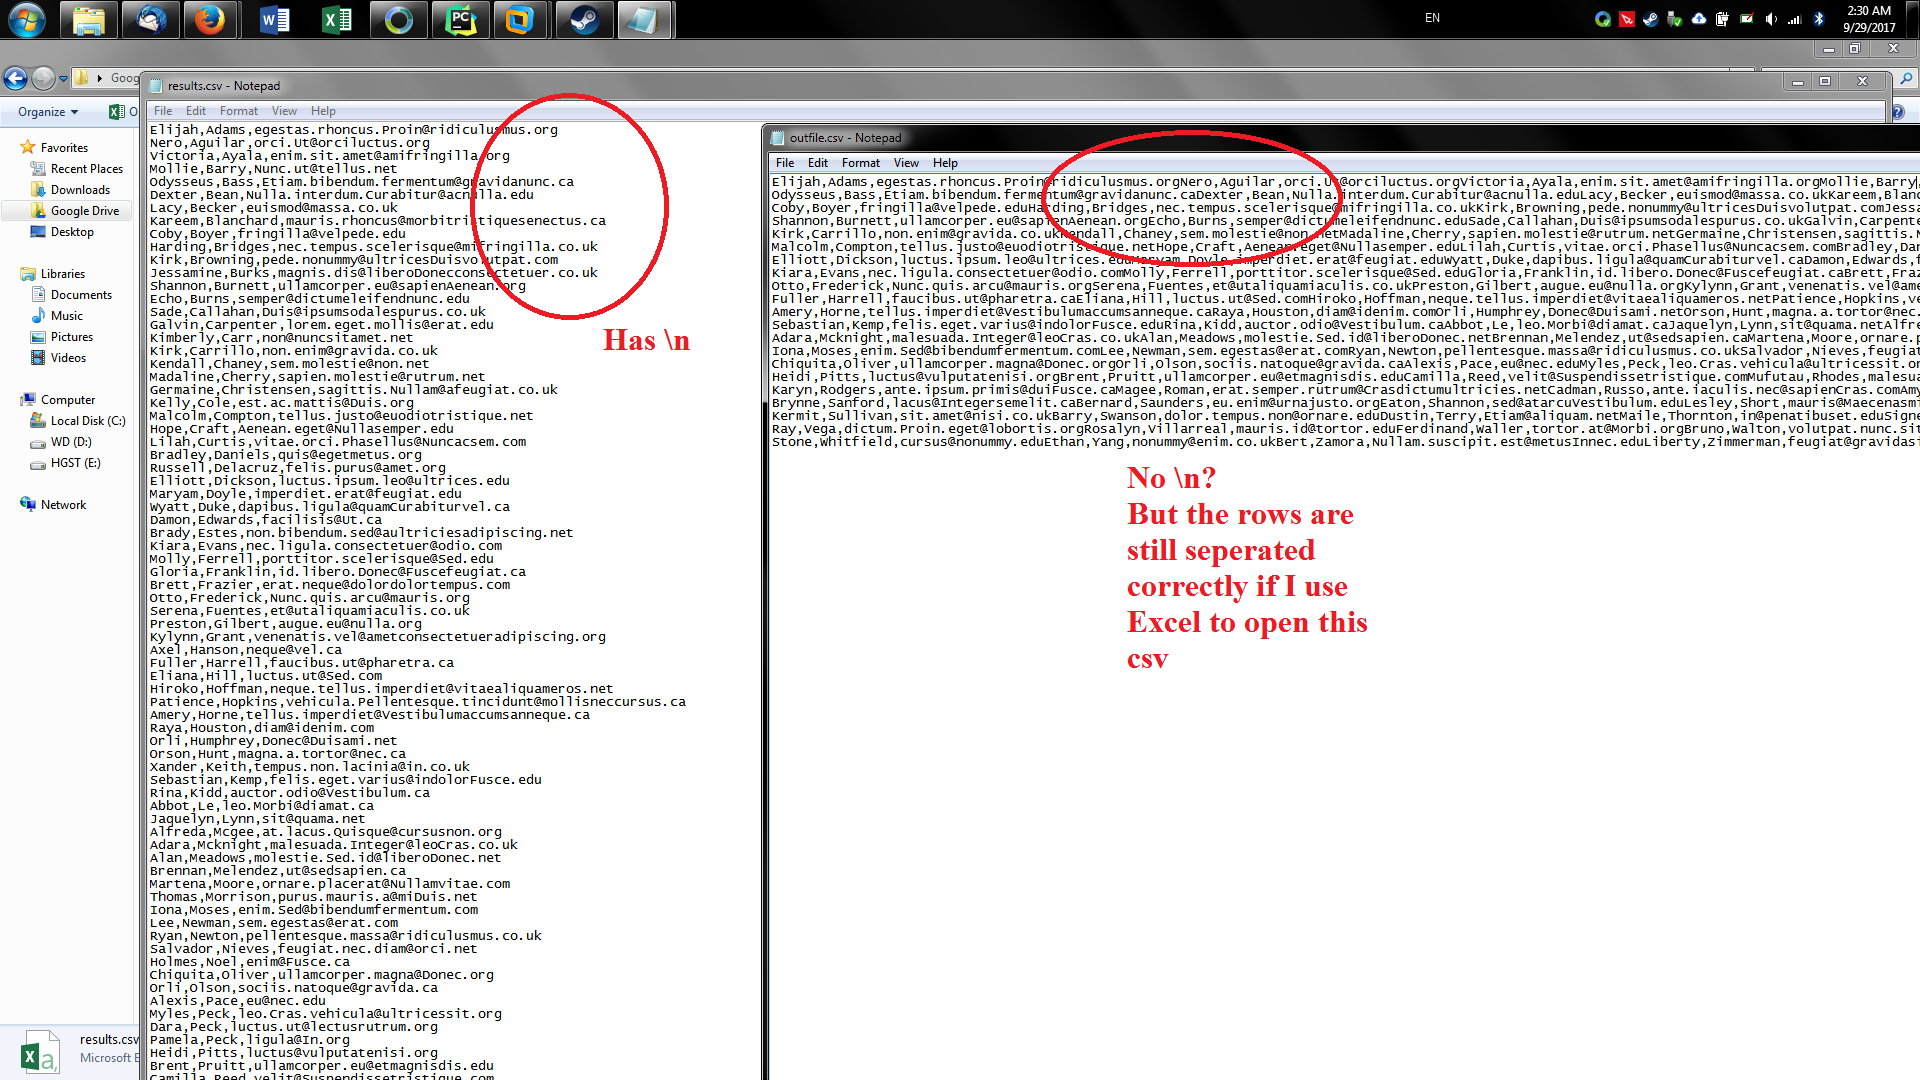 EN
2:30 AM
9/29/2017
Goog
results.csv - Notepad
Organize
O
File Edit Format View Help
Favorites
Recent Places
Downloads
Google Drive
Desktop
Libraries
Documents
Music
Pictures
Videos
Computer
Local Disk (C:)
WD (D:)
HGST (E:)
Network
results.csv
Microsoft E
Elijah,Adams,egestas.rhoncus.Proin@ridiculusmus.org
Nero,Aguilar,orci.Ut@orciluctus.org
Victoria,Ayala,enim.sit.amet@amifringilla.org
Mollie,Barry,Nunc.ut@tellus.net
Odysseus,Bass,Etiam.bibendum.fermentum@gravidanunc.ca
Dexter,Bean,Nulla.interdum.Curabitur@acnulla.edu
Lacy,Becker,euismod@massa.co.uk
Kareem,Blanchard,mauris.rhoncus@morbitristiquesenectus.ca
Coby,Boyer,fringilla@velpede.edu
Harding,Bridges,nec.tempus.scelerisque@mifringilla.co.uk
Kirk,Browning,pede.nonummy@ultricesDuisvolutpat.com
Jessamine,Burks,magnis.dis@liberoDonecconsectetuer.co.uk
Shannon,Burnett,ullamcorper.eu@sapienAenean.org
Echo,Burns,semper@dictumeleifendnunc.edu
Sade,Callahan,Duis@ipsumsodalespurus.co.uk
Galvin,Carpenter,lorem.eget.mollis@erat.edu
Kimberly,Carr,non@nuncsitamet.net
Kirk,Carrillo,non.enim@gravida.co.uk
Kendall,Chaney,sem.molestie@non.net
Madaline,Cherry,sapien.molestie@rutrum.net
Germaine,Christensen,sagittis.Nullam@afeugiat.co.uk
Kelly,Cole,est.ac.mattis@Duis.org
Malcolm,Compton,tellus.justo@euodiotristique.net
Hope,Craft,Aenean.eget@Nullasemper.edu
Lilah,Curtis,vitae.orci.Phasellus@Nuncacsem.com
Bradley,Daniels,quis@egetmetus.org
Russell,Delacruz,felis.purus@amet.org
Elliott,Dickson,luctus.ipsum.leo@ultrices.edu
Maryam,Doyle,imperdiet.erat@feugiat.edu
Wyatt,Duke,dapibus.ligula@quamCurabiturvel.ca
Damon,Edwards,facilisis@Ut.ca
Brady,Estes,non.bibendum.sed@aultriciesadipiscing.net
Kiara,Evans,nec.ligula.consectetuer@odio.com
Molly,Ferrell,porttitor.scelerisque@Sed.edu
Gloria,Franklin,id.libero.Donec@Fuscefeugiat.ca
Brett,Frazier,erat.neque@dolordolortempus.com
Otto,Frederick,Nunc.quis.arcu@mauris.org
Serena,Fuentes,et@utaliquamiaculis.co.uk
Preston,Gilbert,augue.eu@nulla.org
Kylynn,Grant,venenatis.vel@ametconsectetueradipiscing.org
Axel,Hanson,neque@vel.ca
Fuller,Harrell,faucibus.ut@pharetra.ca
Eliana,Hill,luctus.ut@Sed.com
Hiroko,Hoffman,neque.tellus.imperdiet@vitaealiquameros.net
Patience,Hopkins,vehicula.Pellentesque.tincidunt@mollisneccursus.ca
Amery,Horne,tellus.imperdiet@Vestibulumaccumsanneque.ca
Raya,Houston,diam@idenim.com
Orli,Humphrey,Donec@Duisami.net
Orson,Hunt,magna.a.tortor@nec.ca
Xander,Keith,tempus.non.lacinia@in.co.uk
Sebastian,Kemp,felis.eget.varius@indolorFusce.edu
Rina,Kidd,auctor.odio@Vestibulum.ca
Abbot,Le,leo.Morbi@diamat.ca
Jaquelyn,Lynn,sit@quama.net
Alfreda,Mcgee,at.lacus.Quisque@cursusnon.org
Adara,Mcknight,malesuada.Integer@leoCras.co.uk
Alan,Meadows,molestie.Sed.id@liberoDonec.net
Brennan,Melendez,ut@sedsapien.ca
Martena,Moore,ornare.placerat@Nullamvitae.com
Thomas,Morrison,purus.mauris.a@miDuis.net
Iona,Moses,enim.Sed@bibendumfermentum.com
Lee,Newman,sem.egestas@erat.com
Ryan,Newton,pellentesque.massa@ridiculusmus.co.uk
Salvador,Nieves,feugiat.nec.diam@orci.net
Holmes,Noel,enim@Fusce.ca
Chiquita,Oliver,ullamcorper.magna@Donec.org
Orli,Olson,sociis.natoque@gravida.ca
Alexis,Pace,eu@nec.edu
Myles,Peck,leo.Cras.vehicula@ultricessit.org
Dara,Peck,luctus.ut@lectusrutrum.org
Pamela,Peck,ligula@In.org
Heidi,Pitts,luctus@vulputatenisi.org
Brent,Pruitt,ullamcorper.eu@etmagnisdis.edu
Camilla,Reed,velit@Suspendissetristique.com
Has \n
outfile.csv - Notepad
File Edit Format View Help
Elijah,Adams,egestas.rhoncus.Proin@ridiculusmus.orgNero,Aguilar,orci.Ut@orciluctus.orgVictoria,Ayala,enim.sit.amet@amifringilla.orgMollie,Barry,
Odysseus,Bass,Etiam.bibendum.fermentum@gravidanunc.caDexter,Bean,Nulla.interdum.Curabitur@acnulla.eduLacy,Becker,euismod@massa.co.ukKareem,Blanc
Coby,Boyer,fringilla@velpede.eduHarding,Bridges,nec.tempus.scelerisque@mifringilla.co.ukKirk,Browning,pede.nonummy@ultricesDuisvolutpat.comJessa
Shannon,Burnett,ullamcorper.eu@sapienAenean.orgEcho,Burns,semper@dictumeleifendnunc.eduSade,Callahan,Duis@ipsumsodalespurus.co.ukGalvin,Carpente
Kirk,Carrillo,non.enim@gravida.co.ukKendall,Chaney,sem.molestie@non.netMadaline,Cherry,sapien.molestie@rutrum.netGermaine,Christensen,sagittis.N
Malcolm,Compton,tellus.justo@euodiotristique.netHope,Craft,Aenean.eget@Nullasemper.eduLilah,Curtis,vitae.orci.Phasellus@Nuncacsem.comBradley,Dan
Elliott,Dickson,luctus.ipsum.leo@ultrices.eduMaryam,Doyle,imperdiet.erat@feugiat.eduWyatt,Duke,dapibus.ligula@quamCurabiturvel.caDamon,Edwards,f
Kiara,Evans,nec.ligula.consectetuer@odio.comMolly,Ferrell,porttitor.scelerisque@Sed.eduGloria,Franklin,id.libero.Donec@Fuscefeugiat.caBrett,Fraz
Otto,Frederick,Nunc.quis.arcu@mauris.orgSerena,Fuentes,et@utaliquamiaculis.co.ukPreston,Gilbert,augue.eu@nulla.orgKylynn,Grant,venenatis.vel@ame
Fuller,Harrell,faucibus.ut@pharetra.caEliana,Hill,luctus.ut@Sed.comHiroko,Hoffman,neque.tellus.imperdiet@vitaealiquameros.netPatience,Hopkins,ve
Amery,Horne,tellus.imperdiet@Vestibulumaccumsanneque.caRaya,Houston,diam@idenim.comOrli,Humphrey,Donec@Duisami.netOrson,Hunt,magna.a.tortor@nec.
Sebastian,Kemp,felis.eget.varius@indolorFusce.eduRina,Kidd,auctor.odio@Vestibulum.caAbbot,Le,leo.Morbi@diamat.caJaquelyn,Lynn,sit@quama.netAlfre
Adara,Mcknight,malesuada.Integer@leoCras.co.ukAlan,Meadows,molestie.Sed.id@liberoDonec.netBrennan,Melendez,ut@sedsapien.caMartena,Moore,ornare.p
Iona,Moses,enim.Sed@bibendumfermentum.comLee,Newman,sem.egestas@erat.comRyan,Newton,pellentesque.massa@ridiculusmus.co.ukSalvador,Nieves,feugiat
Chiquita,Oliver,ullamcorper.magna@Donec.orgOrli,Olson,sociis.natoque@gravida.caAlexis,Pace,eu@nec.eduMyles,Peck,leo.Cras.vehicula@ultricessit.or
Heidi,Pitts,luctus@vulputatenisi.orgBrent,Pruitt,ullamcorper.eu@etmagnisdis.eduCamilla,Reed,velit@Suspendissetristique.comMufutau,Rhodes,malesua
Karyn,Rodgers,ante.ipsum.primis@duiFusce.caMagee,Roman,erat.semper.rutrum@Crasdictumultricies.netCadman,Russo,ante.iaculis.nec@sapienCras.comAmy
Brynne,Sanford,lacus@Integersemelit.caBernard,Saunders,eu.enim@urnajusto.orgEaton,Shannon,sed@atarcuVestibulum.eduLesley,Short,mauris@Maecenasmi
Kermit,Sullivan,sit.amet@nisi.co.ukBarry,Swanson,dolor.tempus.non@ornare.eduDustin,Terry,Etiam@aliquam.netMaile,Thornton,in@penatibuset.eduSigne
Ray,Vega,dictum.Proin.eget@lobortis.orgRosalyn,Villarreal,mauris.id@tortor.eduFerdinand,Waller,tortor.at@Morbi.orgBruno,Walton,volutpat.nunc.sit
Stone,Whitfield,cursus@nonummy.eduEthan,Yang,nonummy@enim.co.ukBert,Zamora,Nullam.suscipit.est@metusInnec.eduLiberty,Zimmerman,feugiat@gravidasi
No \n?
But the rows are
still seperated
correctly if I use
Excel to open this
csv